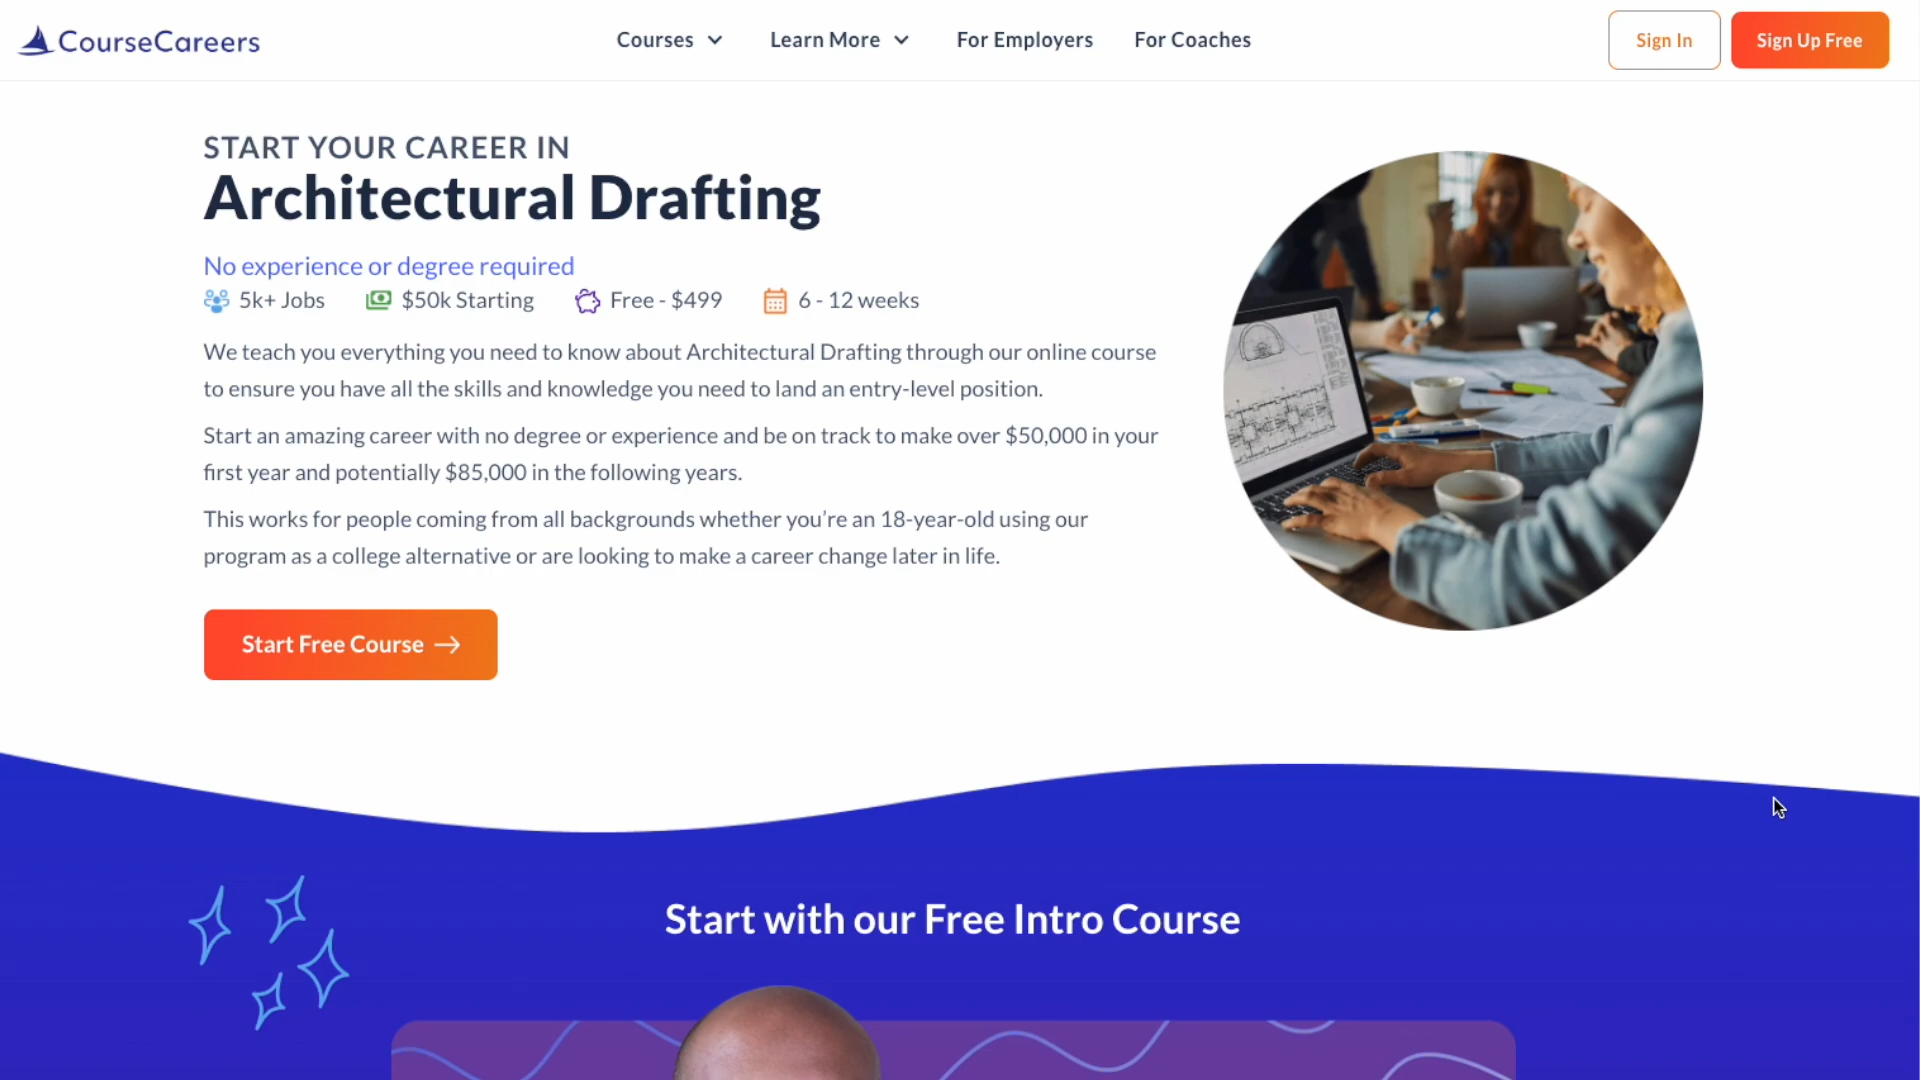 CourseCareers
Courses
Learn More
For Employers
For Coaches
Sign In
Sign Up Free
START YOUR CAREER IN
Architectural Drafting
No experience or degree required
5k+ Jobs
$50k Starting
Free - $499
6 - 12 weeks
We teach you everything you need to know about Architectural Drafting through our online course
to ensure you have all the skills and knowledge you need to land an entry-level position.
Start an amazing career with no degree or experience and be on track to make over $50,000 in your
first year and potentially $85,000 in the following years.
This works for people coming from all backgrounds whether you’re an 18-year-old using our
program as a college alternative or are looking to make a career change later in life.
Start Free Course
Start with our Free Intro Course